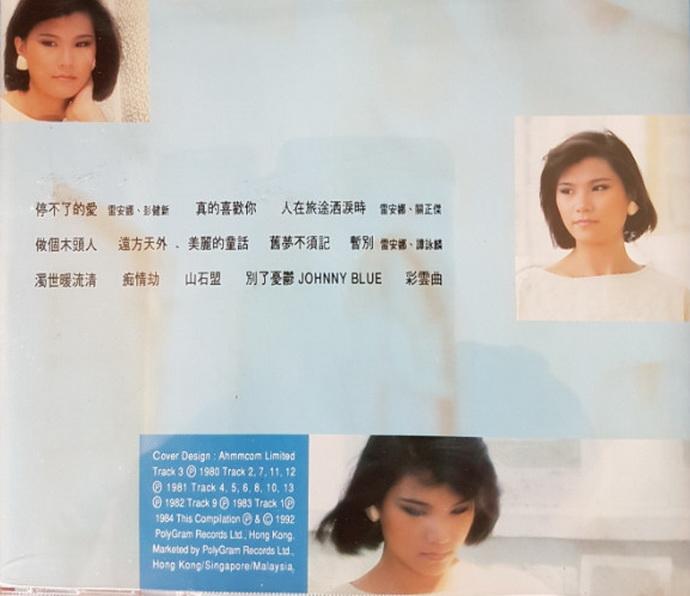 停不了的愛 雷安娜、彭健新 真的喜歡你 人在旅途洒淚時 雷安娜、關正傑
做個木頭人 遠方天外 、 美麗的童話 舊夢不須記 暫別 雷安娜、譚詠麟
濁世暖流清 痴情劫 山石盟 別了憂鬱 JOHNNY BLUE 彩雲曲
Cover Design : Ahmmcom Limited
Track 3 Ⓟ 1980 Track 2, 7, 11, 12
Ⓟ 1981 Track 4, 5, 6, 8, 10, 13
Ⓟ 1982 Track 9 Ⓟ 1983 Track 1Ⓟ
1984 This Compilation Ⓟ & © 1992
PolyGram Records Ltd., Hong Kong.
Marketed by PolyGram Records Ltd.,
Hong Kong/Singapore/Malaysia,